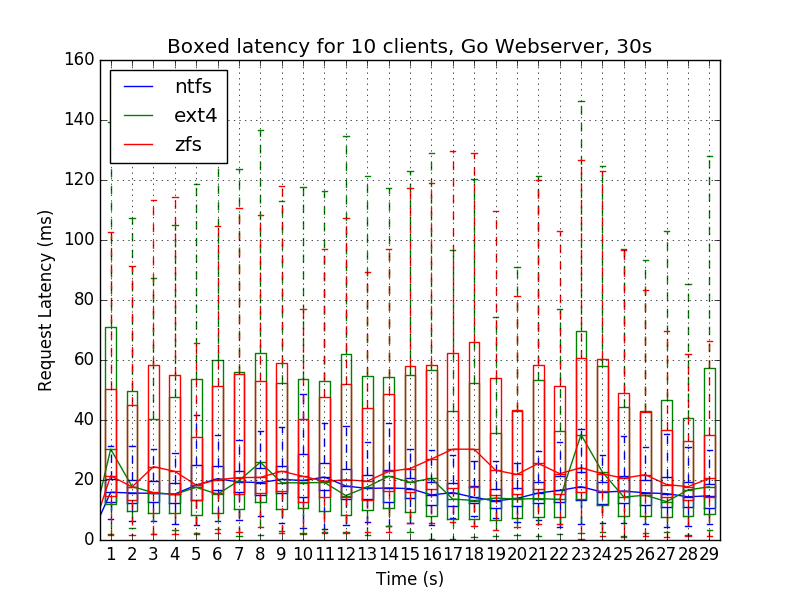 Boxed latency for 10 clients, Go Webserver, 30s
160
140
120
100
80
60
40
20
0
Request Latency (ms)
ntfs
ext4
zfs
1 2 3 4 5 6 7 8 9 10 11 12 13 14 15 16 17 18 19 20 21 22 23 24 25 26 27 28 29
Time (s)